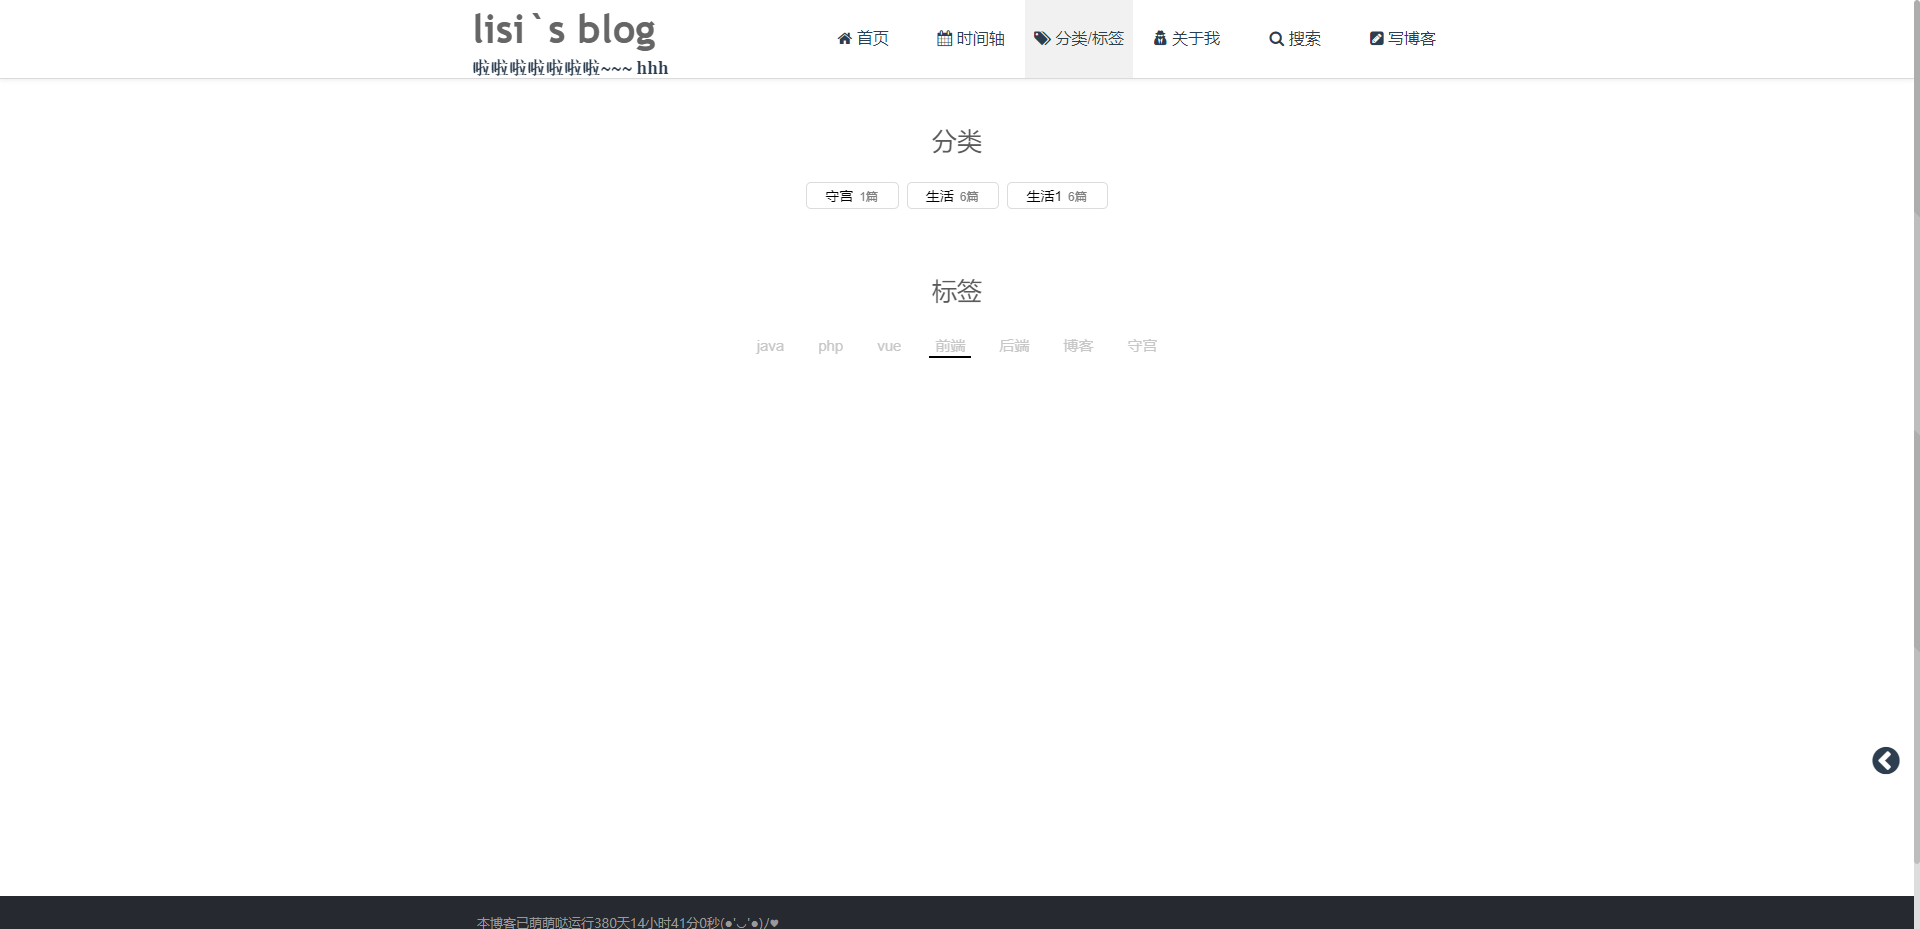 lisi`s blog
啦啦啦啦啦啦啦~~~ hhh
首页 时间轴 分类/标签 关于我 搜索 写博客
分类
守宫 1篇 生活 6篇 生活1 6篇
标签
java php vue 前端 后端 博客 守宫
本博客已萌萌哒运行380天14小时41分0秒(●'◡'●)/♥